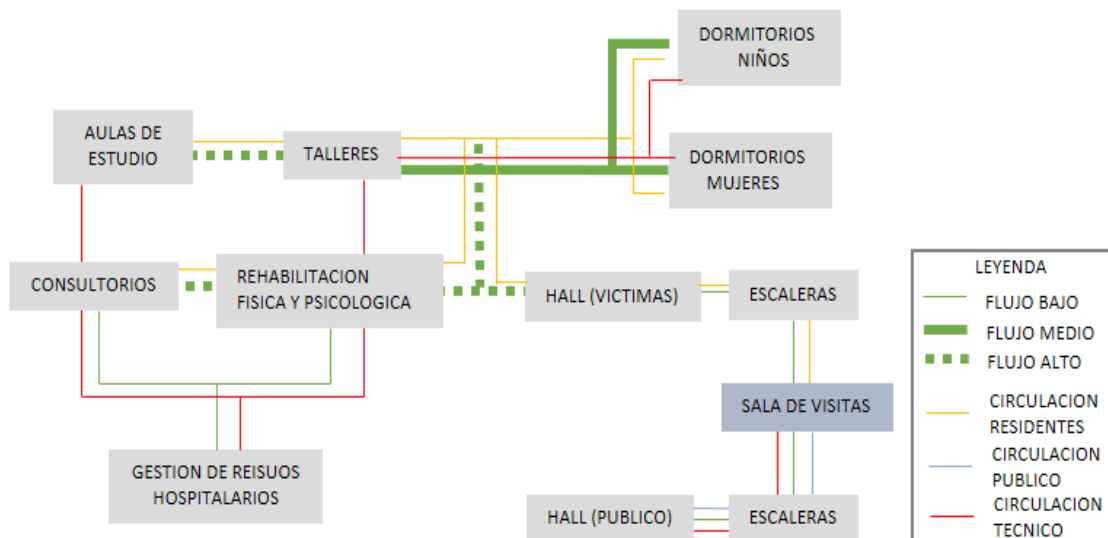 DORMITORIOS
NIÑOS
AULAS DE
ESTUDIO
TALLERES
DORMITORIOS
MUJERES
CONSULTORIOS
REHABILITACION
FISICA Y PSICOLOGICA
HALL (VICTIMAS)
ESCALERAS
SALA DE VISITAS
GESTION DE REISUOS
HOSPITALARIOS
HALL (PUBLICO)
ESCALERAS
LEYENDA
FLUJO BAJO
FLUJO MEDIO
FLUJO ALTO
CIRCULACION
RESIDENTES
CIRCULACION
PUBLICO
CIRCULACION
TECNICO